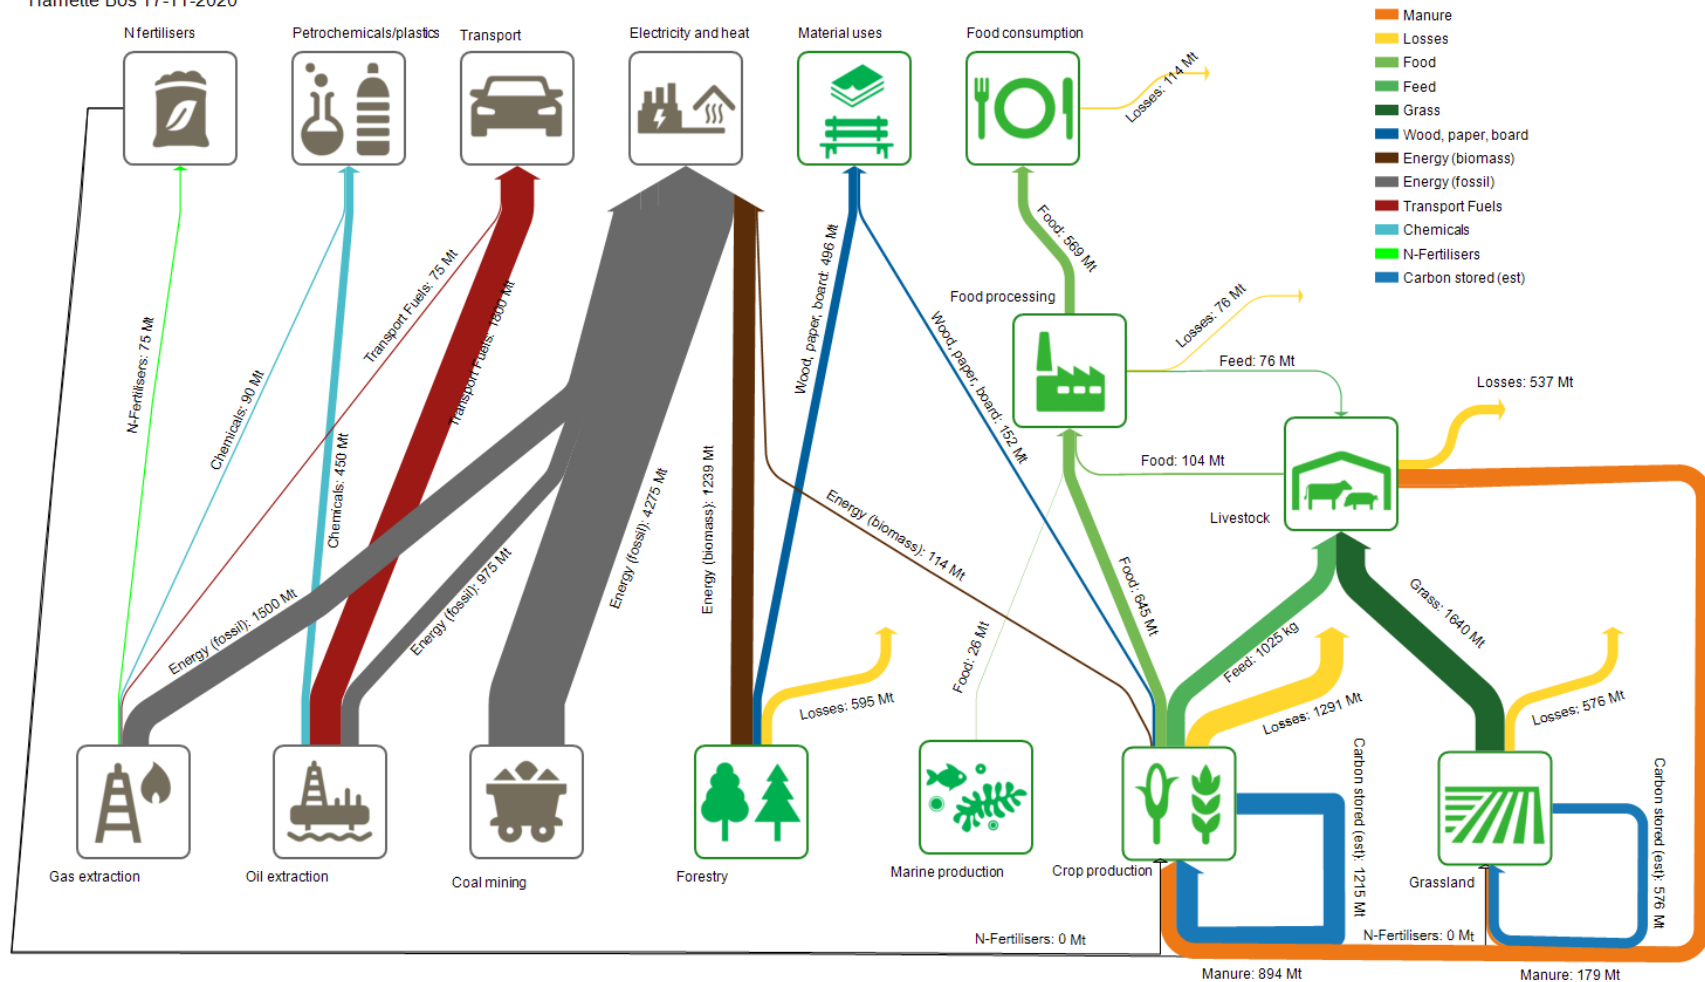 Harriette Bos 17-11-2020
N fertilisers
Petrochemicals/plastics
Transport
Electricity and heat
Material uses
Food consumption
Manure
Losses
Food
Feed
Grass
Wood, paper, board
Energy (biomass)
Energy (fossil)
Transport Fuels
Chemicals
N-Fertilisers
Carbon stored (est)
Losses: 114 Mt
Food: 569 Mt
Food processing
Losses: 76 Mt
Feed: 76 Mt
Losses: 537 Mt
Food: 104 Mt
Livestock
N-Fertilisers: 75 Mt
Chemicals: 90 Mt
Transport Fuels: 75 Mt
Chemicals: 450 Mt
Transport Fuels: 1800 Mt
Energy (fossil): 1500 Mt
Energy (fossil): 975 Mt
Energy (fossil): 4275 Mt
Energy (biomass): 1239 Mt
Wood, paper, board: 496 Mt
Wood, paper, board: 152 Mt
Energy (biomass): 114 Mt
Food: 645 Mt
Food: 26 Mt
Feed: 1025 kg
Grass: 1640 Mt
Losses: 595 Mt
Losses: 1291 Mt
Losses: 576 Mt
Carbon stored (est): 1215 Mt
Carbon stored (est): 576 Mt
Gas extraction
Oil extraction
Coal mining
Forestry
Marine production
Crop production
Grassland
N-Fertilisers: 0 Mt
N-Fertilisers: 0 Mt
Manure: 894 Mt
Manure: 179 Mt